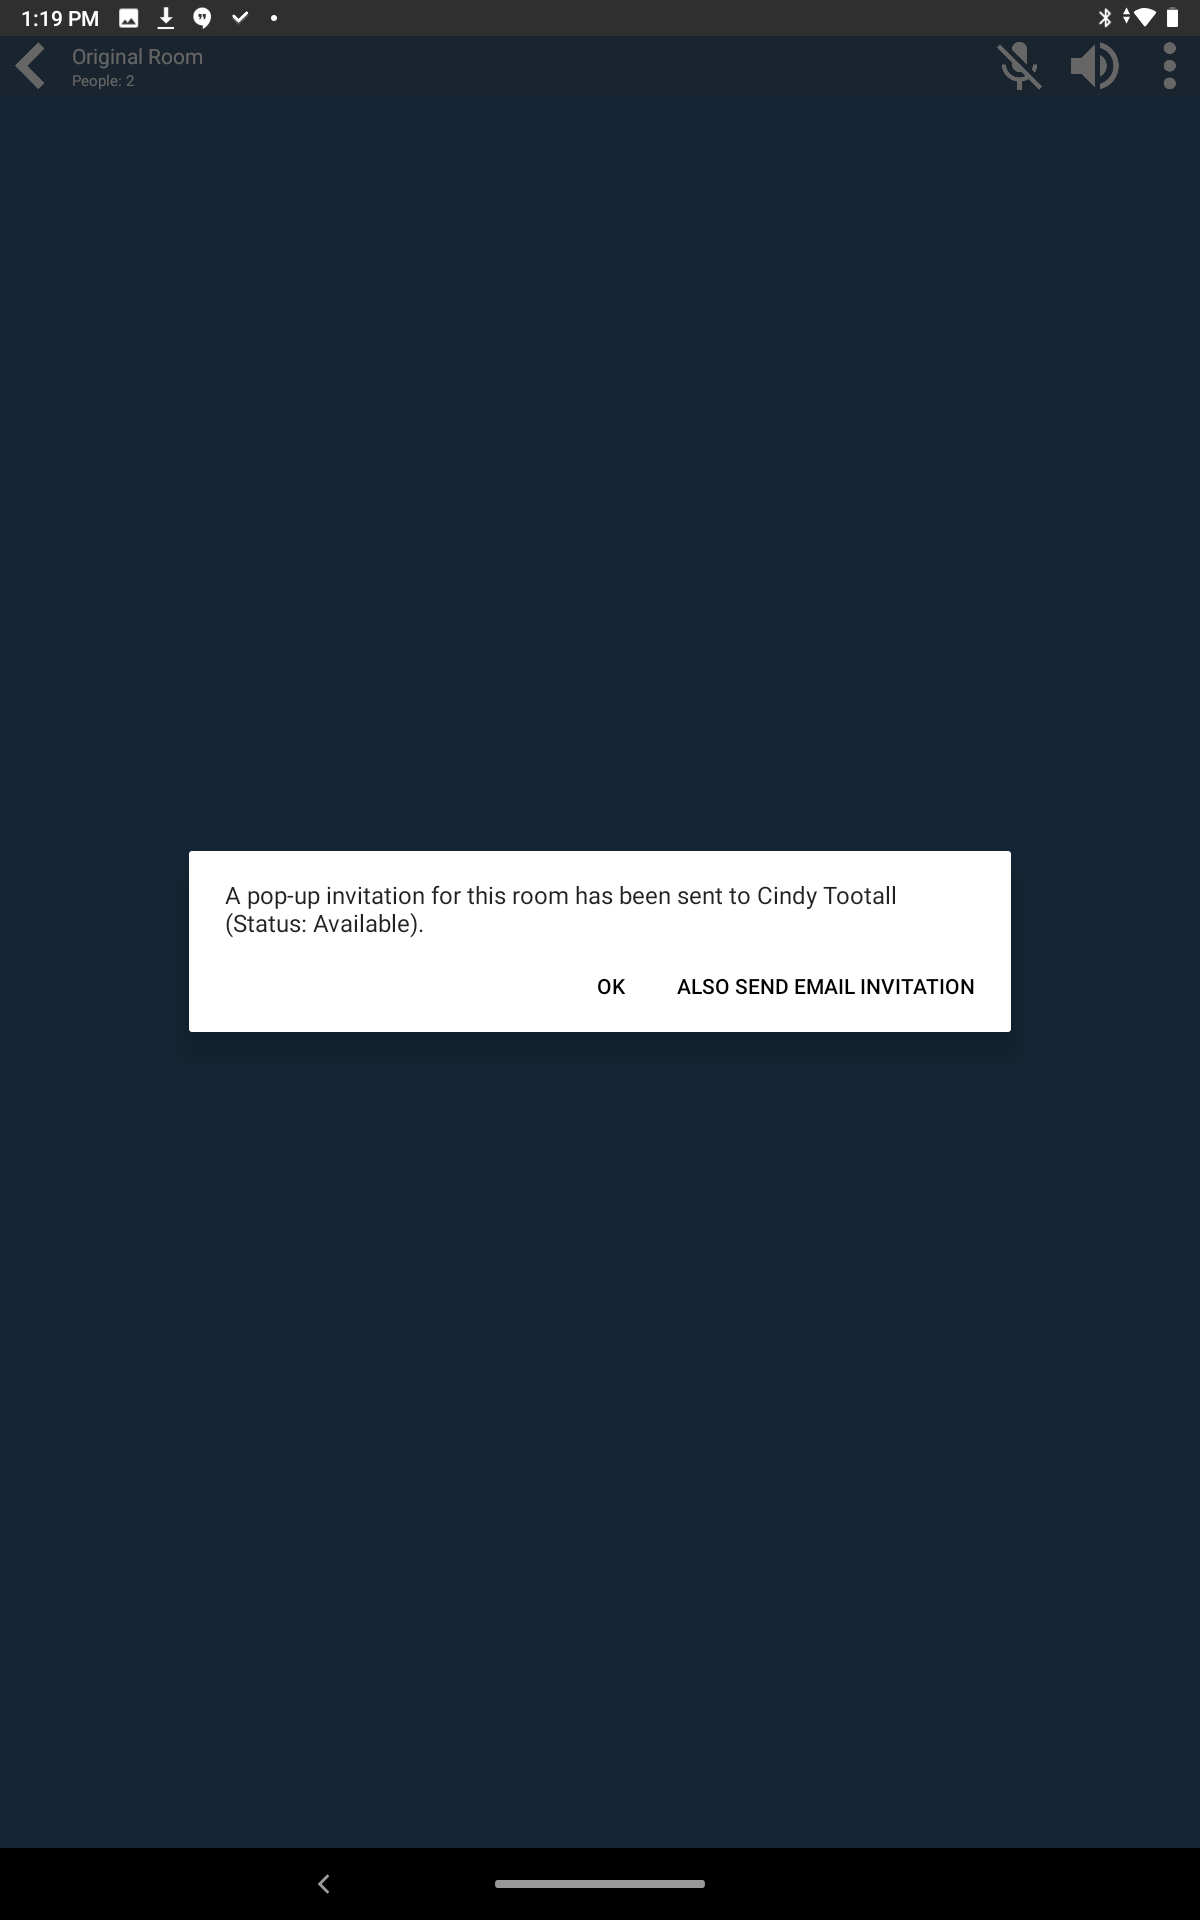 1:19 PM
Original Room
People: 2
A pop-up invitation for this room has been sent to Cindy Tootall
(Status: Available).
OK ALSO SEND EMAIL INVITATION